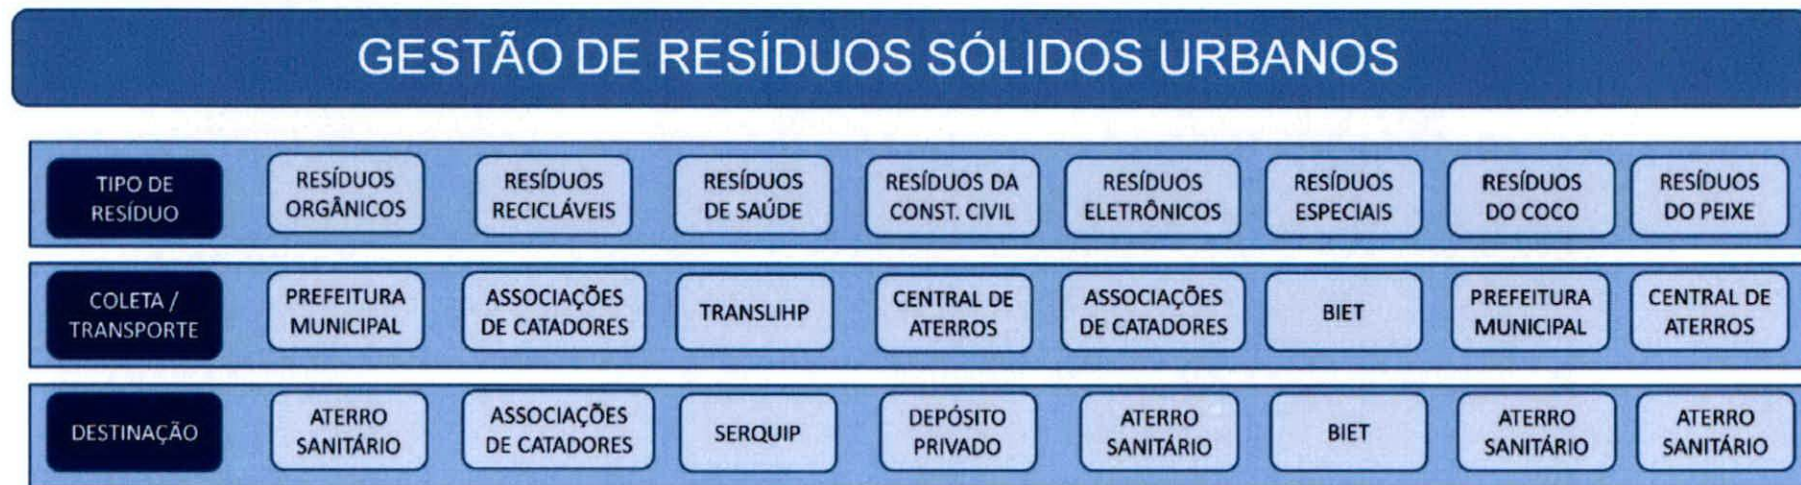 GESTÃO DE RESÍDUOS SÓLIDOS URBANOS
TIPO DE
RESÍDUO
RESÍDUOS
ORGÂNICOS
RESÍDUOS
RECICLÁVEIS
RESÍDUOS
DE SAÚDE
RESÍDUOS DA
CONST. CIVIL
RESÍDUOS
ELETRÔNICOS
RESÍDUOS
ESPECIAIS
RESÍDUOS
DO COCO
RESÍDUOS
DO PEIXE
COLETA /
TRANSPORTE
PREFEITURA
MUNICIPAL
ASSOCIAÇÕES
DE CATADORES
TRANSLIHP
CENTRAL DE
ATERROS
ASSOCIAÇÕES
DE CATADORES
BIET
PREFEITURA
MUNICIPAL
CENTRAL DE
ATERROS
DESTINAÇÃO
ATERRO
SANITÁRIO
ASSOCIAÇÕES
DE CATADORES
SERQUIP
DEPÓSITO
PRIVADO
ATERRO
SANITÁRIO
BIET
ATERRO
SANITÁRIO
ATERRO
SANITÁRIO